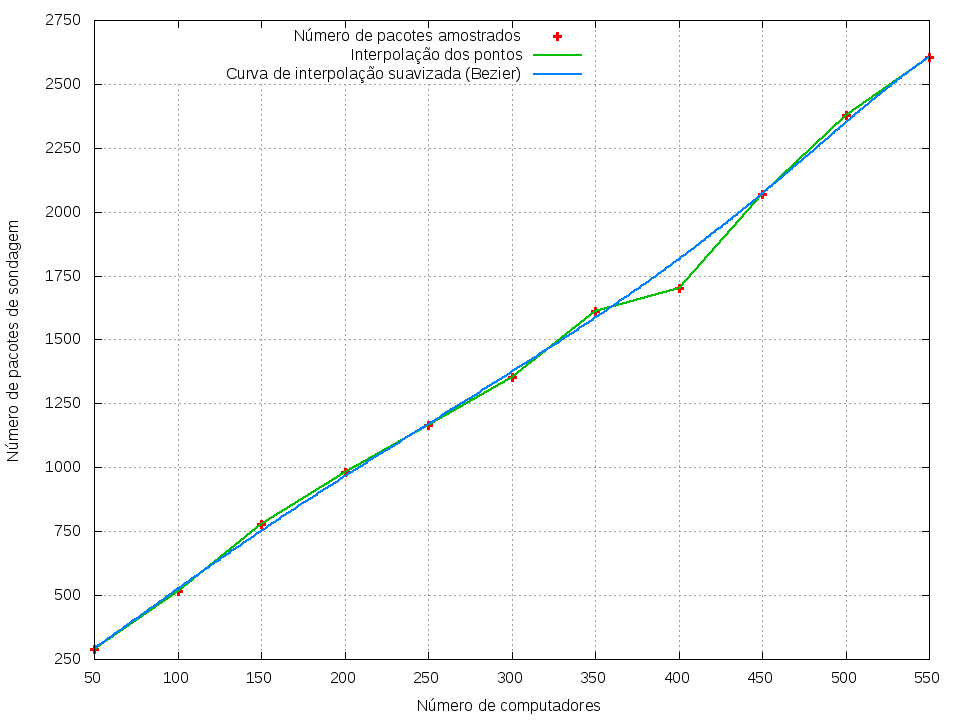 2750
2500
2250
2000
1750
1500
1250
1000
750
500
250
Número de pacotes de sondagem
Número de pacotes amostrados
Interpolação dos pontos
Curva de interpolação suavizada (Bezier)
50 100 150 200 250 300 350 400 450 500 550
Número de computadores